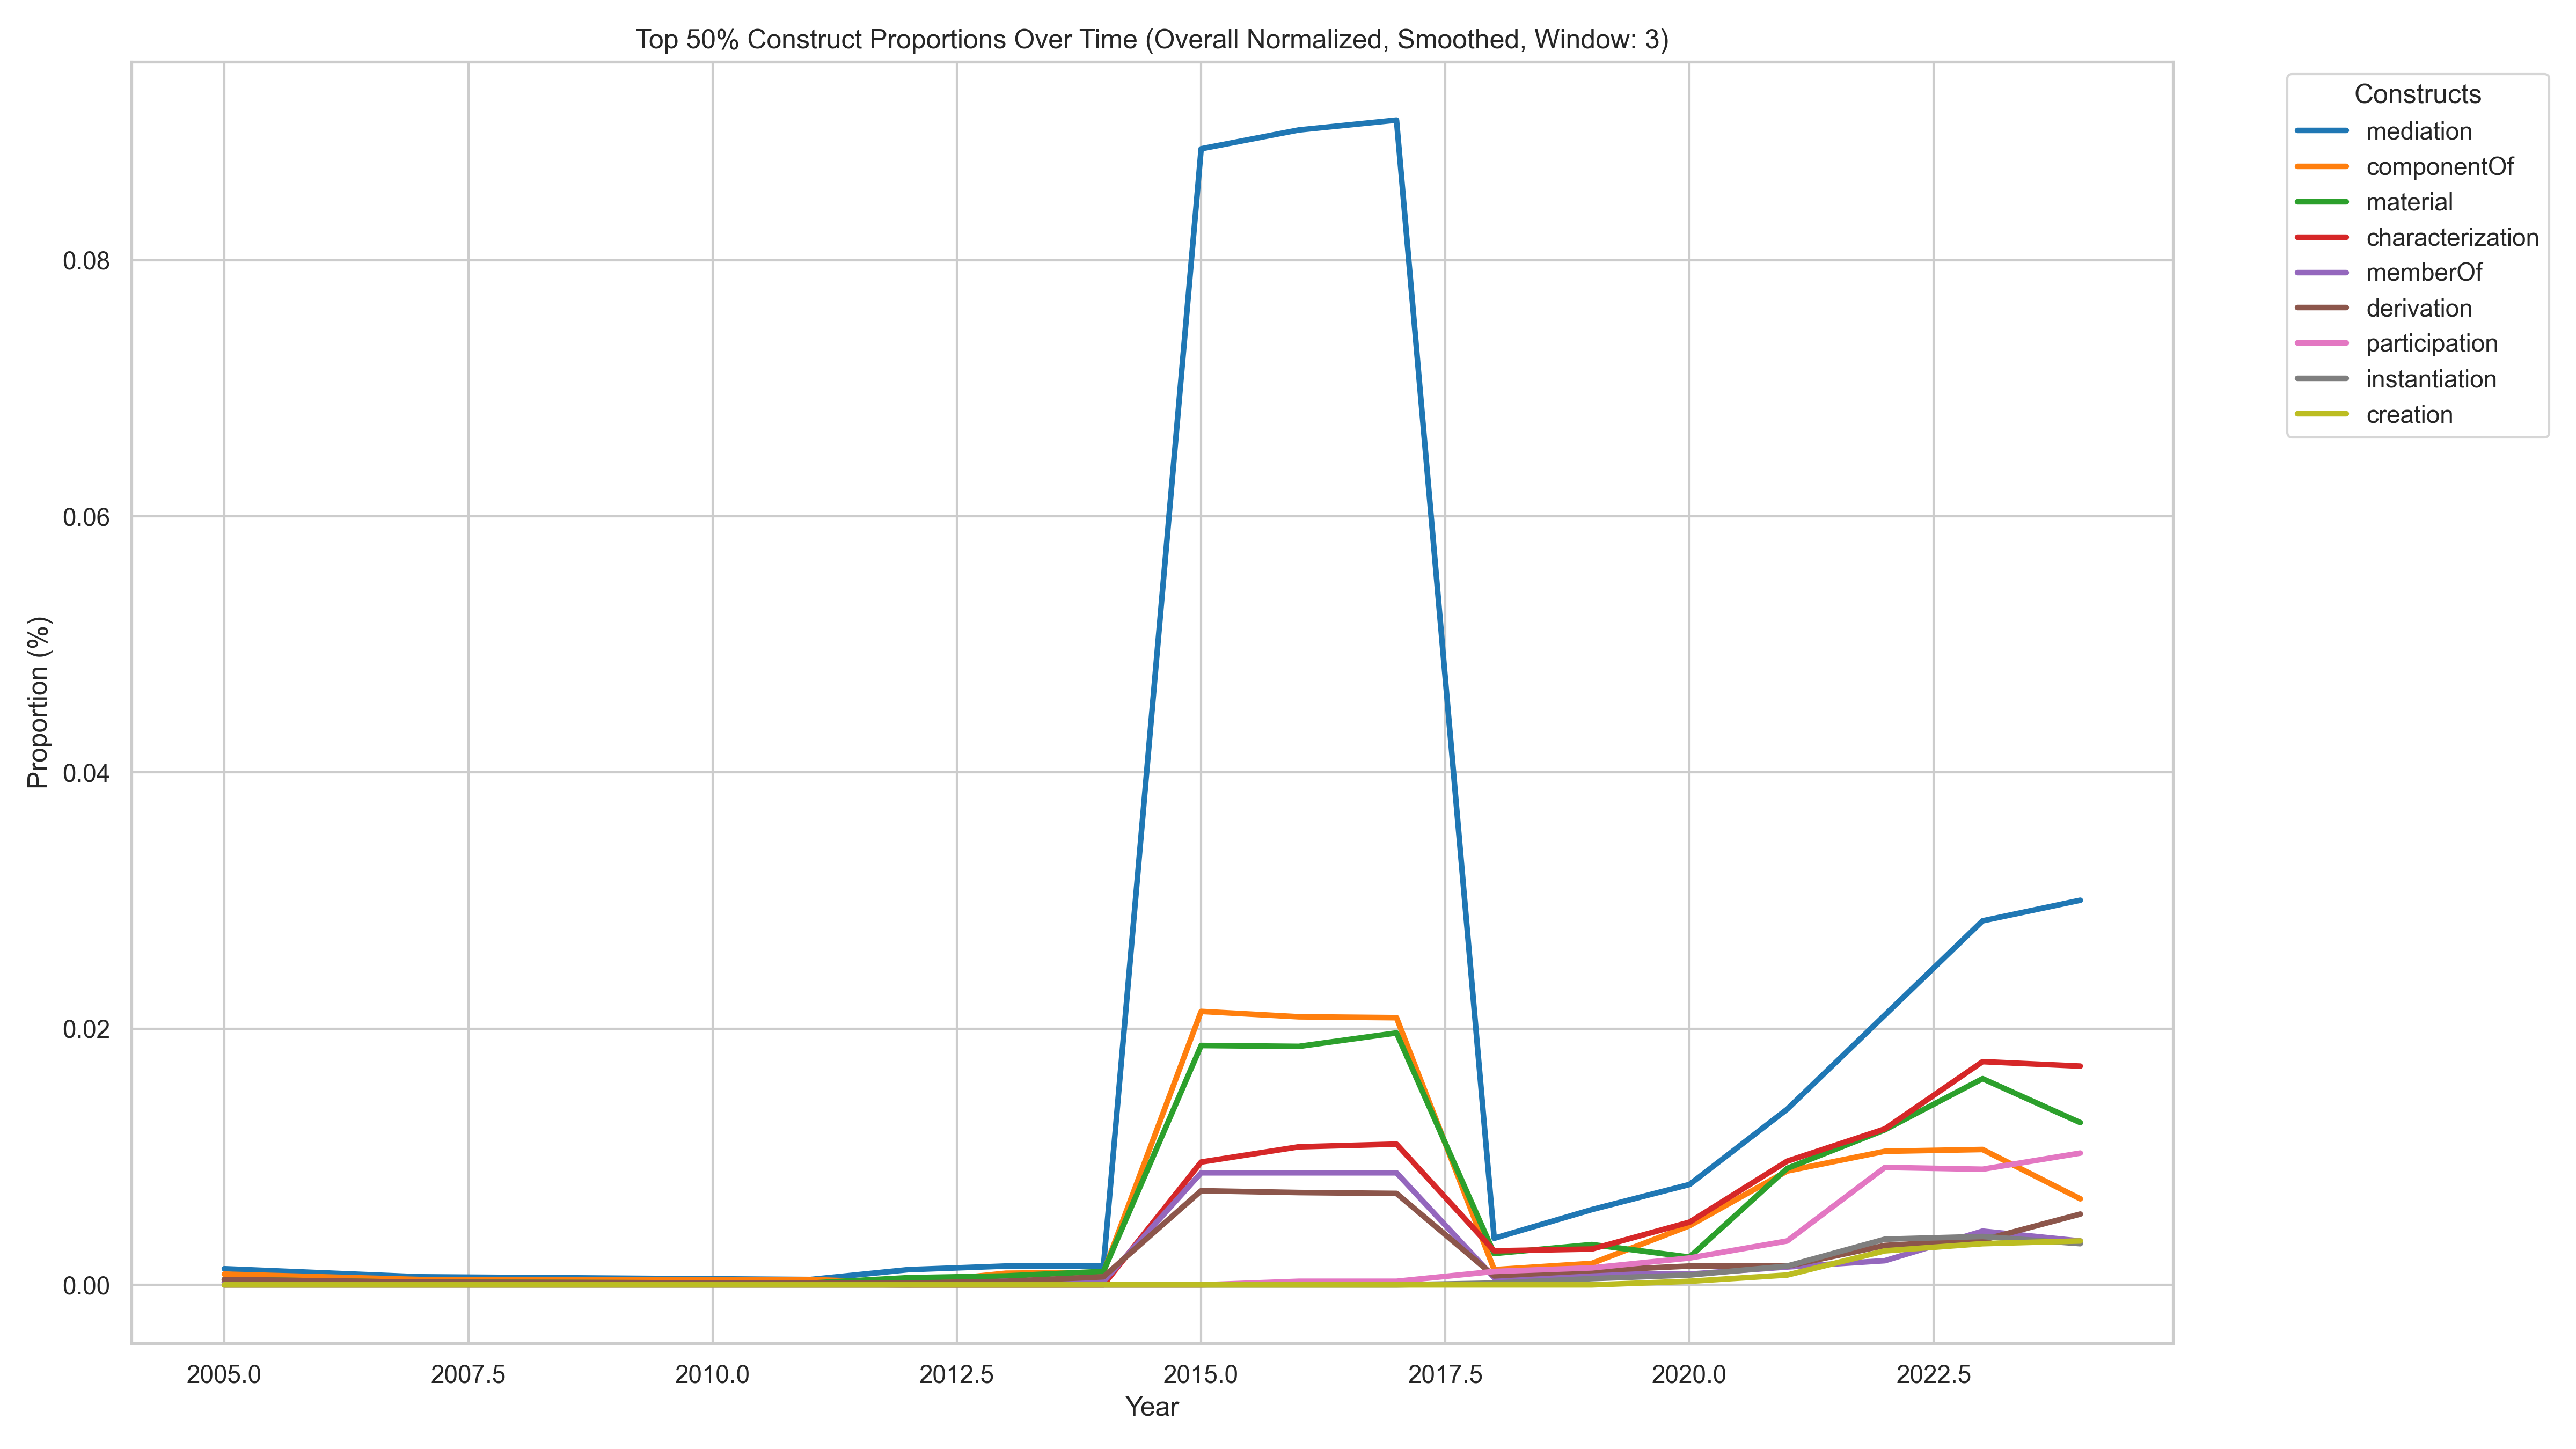 Top 50% Construct Proportions Over Time (Overall Normalized, Smoothed, Window: 3)
Proportion (%)
0.08
0.06
0.04
0.02
0.00
2005.0 2007.5 2010.0 2012.5 2015.0 2017.5 2020.0 2022.5
Year
Constructs
mediation
componentOf
material
characterization
memberOf
derivation
participation
instantiation
creation